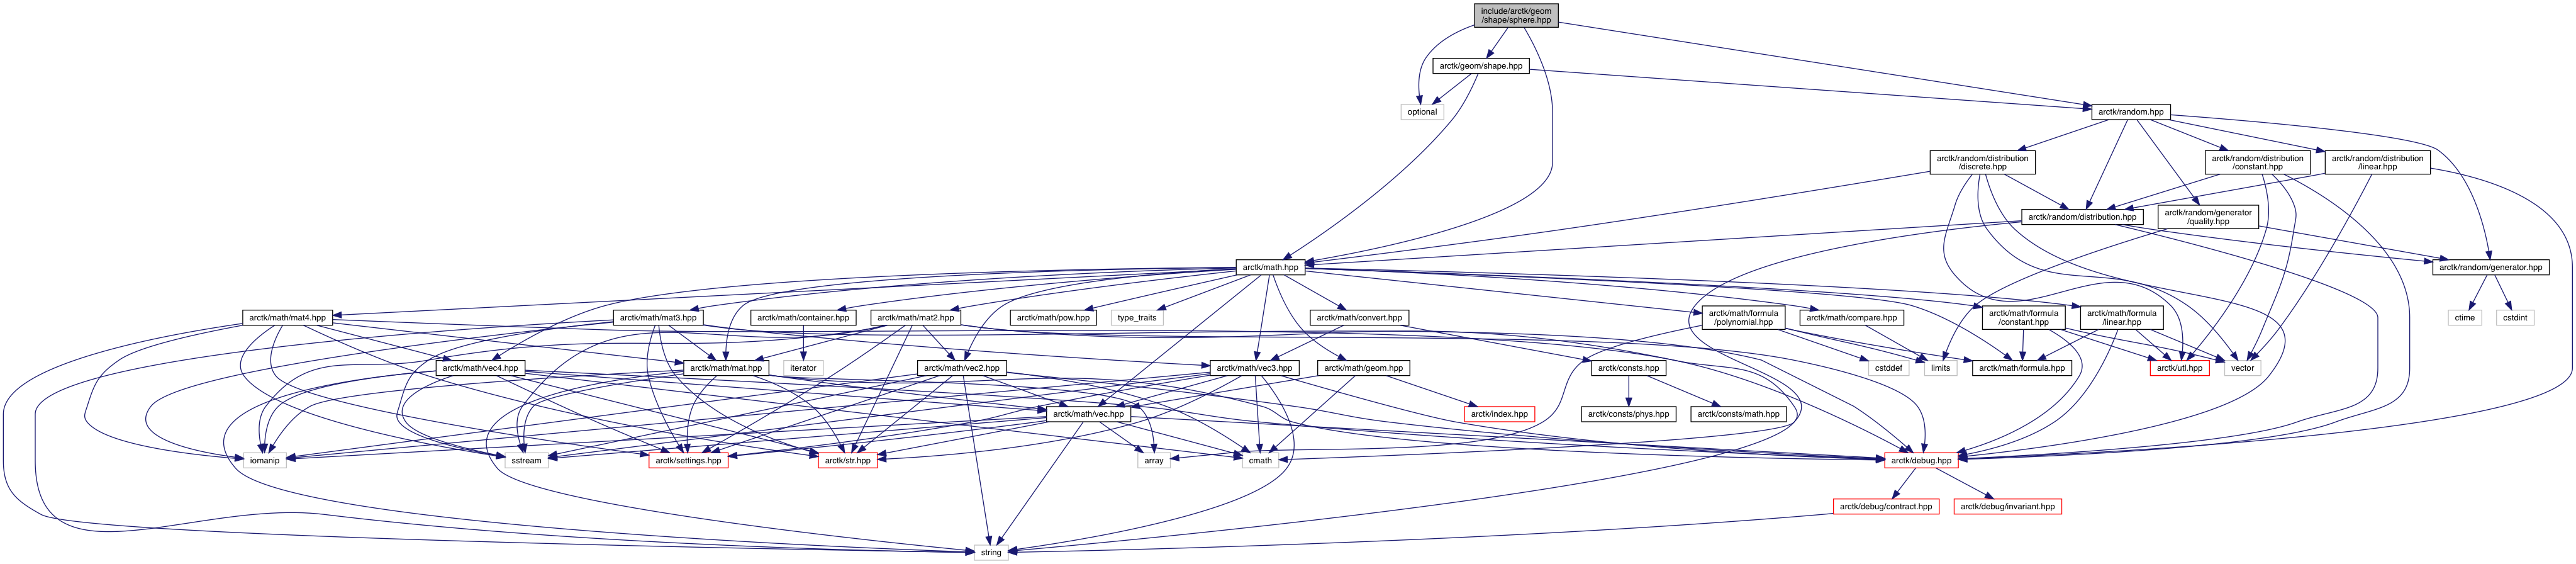 include/arctk/geom
/shape/sphere.hpp
arctk/geom/shape.hpp
optional
arctk/random.hpp
arctk/random/distribution
/discrete.hpp
arctk/random/distribution
/constant.hpp
arctk/random/distribution
/linear.hpp
arctk/random/distribution.hpp
arctk/random/generator
/quality.hpp
arctk/math.hpp
arctk/random/generator.hpp
arctk/math/mat4.hpp
arctk/math/mat3.hpp
arctk/math/container.hpp
arctk/math/mat2.hpp
arctk/math/pow.hpp
type_traits
arctk/math/convert.hpp
arctk/math/formula
/polynomial.hpp
arctk/math/compare.hpp
arctk/math/formula
/constant.hpp
arctk/math/formula
/linear.hpp
ctime
cstdint
arctk/math/vec4.hpp
arctk/math/mat.hpp
iterator
arctk/math/vec2.hpp
arctk/math/vec3.hpp
arctk/math/geom.hpp
arctk/consts.hpp
cstddef
limits
arctk/math/formula.hpp
arctk/utl.hpp
vector
arctk/math/vec.hpp
arctk/index.hpp
arctk/consts/phys.hpp
arctk/consts/math.hpp
iomanip
sstream
arctk/settings.hpp
arctk/str.hpp
array
cmath
arctk/debug.hpp
arctk/debug/contract.hpp
arctk/debug/invariant.hpp
string